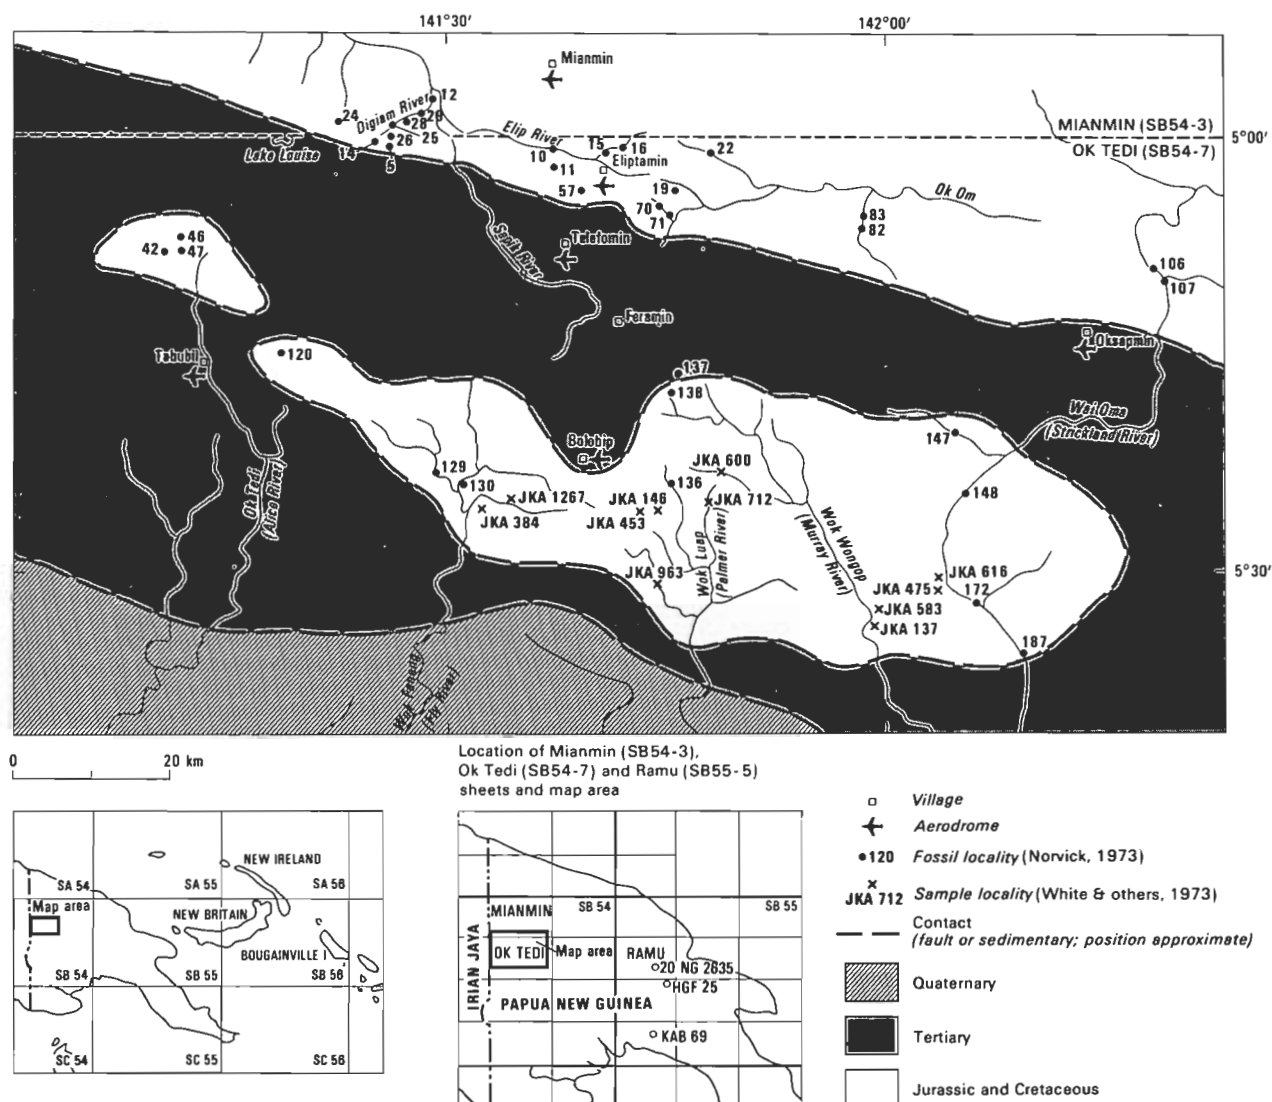 141°30'
142°00'
Mianmin
12
Digiam River
24
29
28
Elip River
MIANMIN (SB54-3)
5°00'
Lake Louise
14
26
25
5
15
16
22
OK TEDI (SB54-7)
10
Eliptamin
11
57
19
Ok Om
70
71
83
82
46
42
47
Telefomin
Sepik River
106
107
Feramin
Oksapmin
Tabubil
120
137
138
Wai Oma
(Strickland River)
147
Bolobip
129
JKA 600
130
136
148
JKA 1267
JKA 146
JKA 712
Ok Tedi
(Alice River)
JKA 384
JKA 453
Wok Wongop
(Murray River)
Wok Luap
(Palmer River)
JKA 963
JKA 616
5°30'
JKA 475
172
JKA 583
JKA 137
187
(Fly River)
0
20 km
Location of Mianmin (SB54-3),
Ok Tedi (SB54-7) and Ramu (SB55-5)
sheets and map area
NEW IRELAND
SA 54
SA 55
SA 56
Map area
NEW BRITAIN
BOUGAINVILLE I
SB 54
SB 55
SB 56
SC 54
SC 55
SC 56
MIANMIN
SB 54
SB 55
IRIAN JAYA
OK TEDI
Map area
RAMU
20 NG 2635
HGF 25
PAPUA NEW GUINEA
KAB 69
Village
Aerodrome
120
Fossil locality (Norvick, 1973)
JKA 712
Sample locality (White & others, 1973)
Contact
(fault or sedimentary; position approximate)
Quaternary
Tertiary
Jurassic and Cretaceous